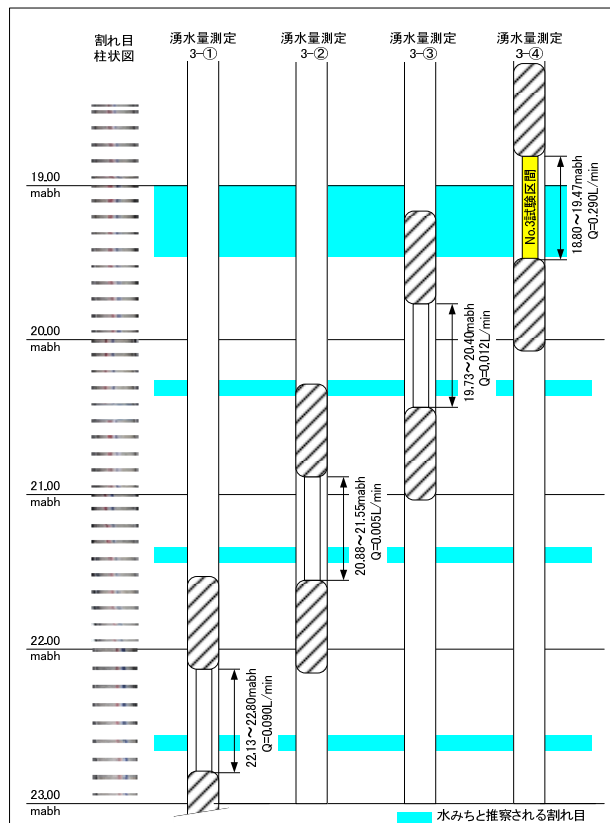 割れ目
柱状図
湧水量測定
3-①
湧水量測定
3-②
湧水量測定
3-③
湧水量測定
3-④
19.00
mabh
20.00
mabh
21.00
mabh
22.00
mabh
23.00
mabh
22.13～22.80mabh
Q=0.090L/min
20.88～21.55mabh
Q=0.005L/min
19.73～20.40mabh
Q=0.012L/min
No.3試験区間
18.80～19.47mabh
Q=0.290L/min
水みちと推察される割れ目